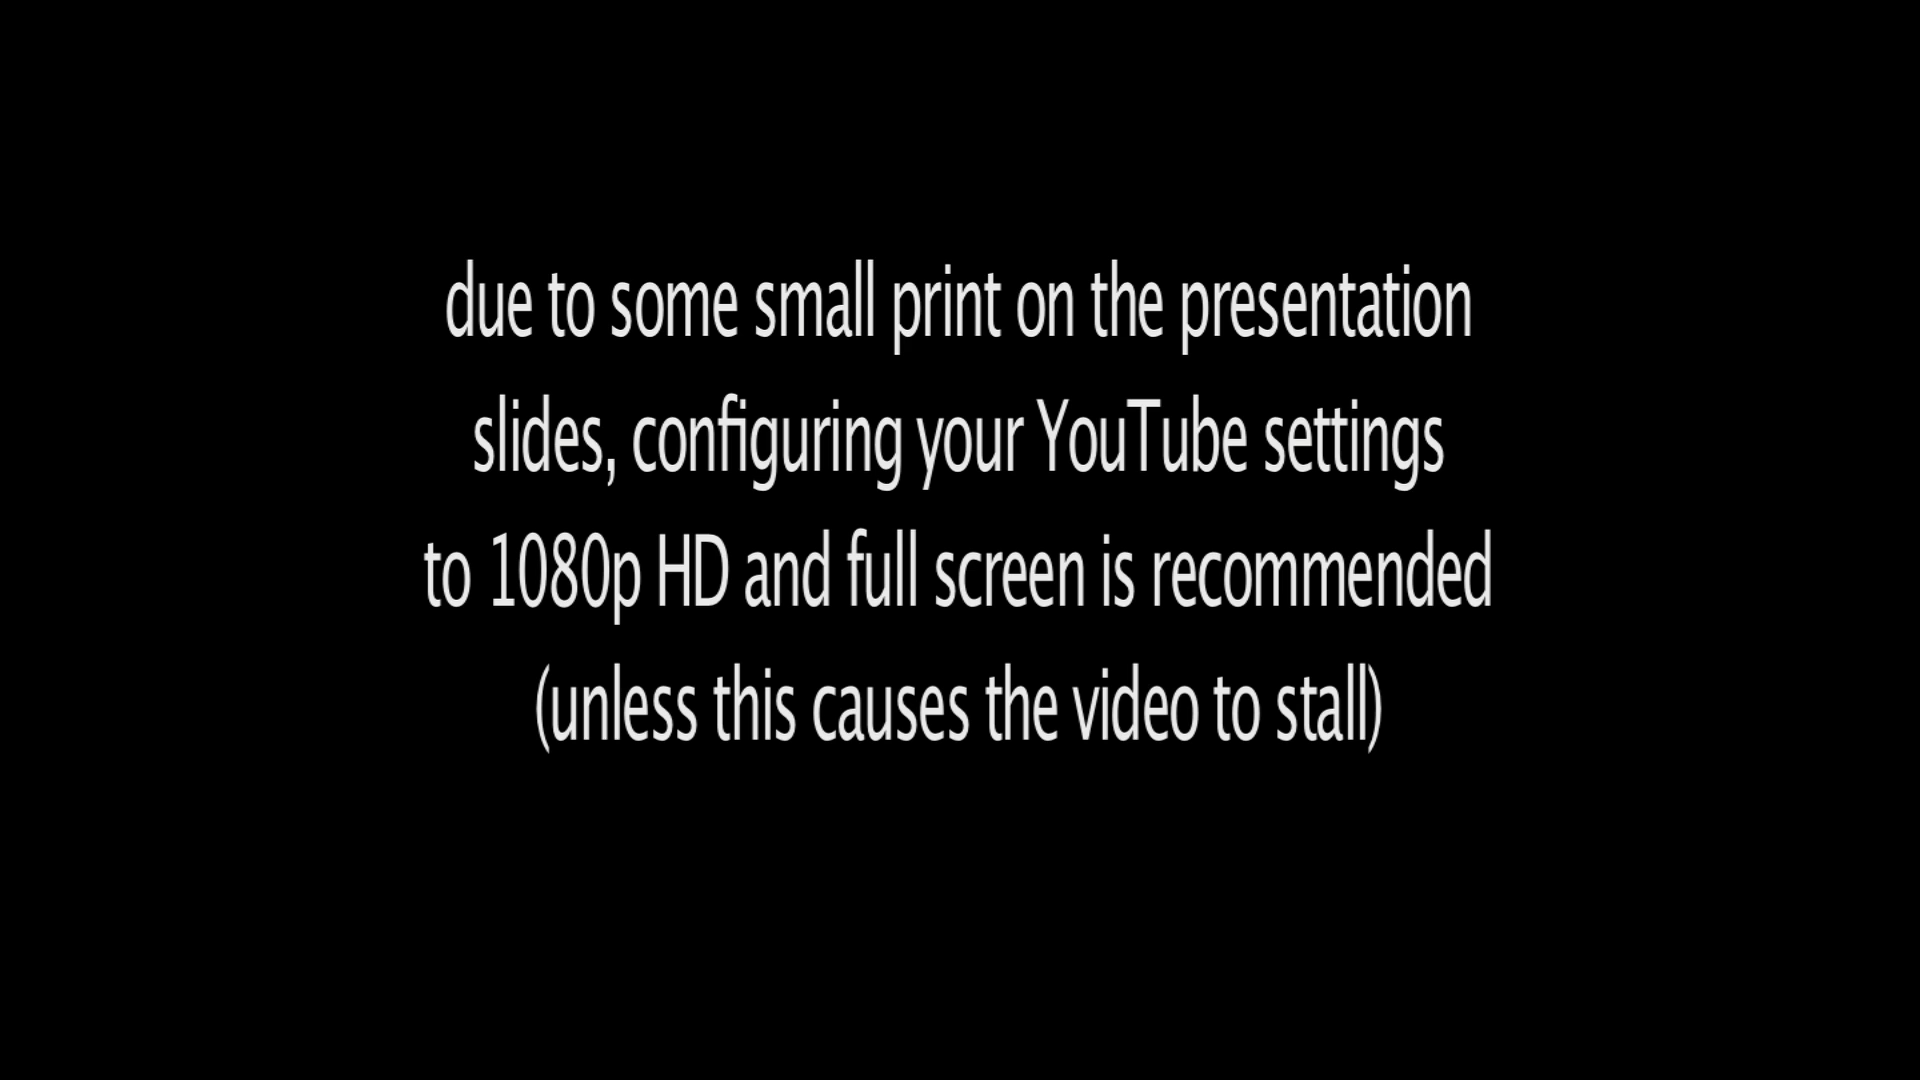 due to some small print on the presentation
slides, configuring your YouTube settings
to 1080p HD and full screen is recommended
(unless this causes the video to stall)